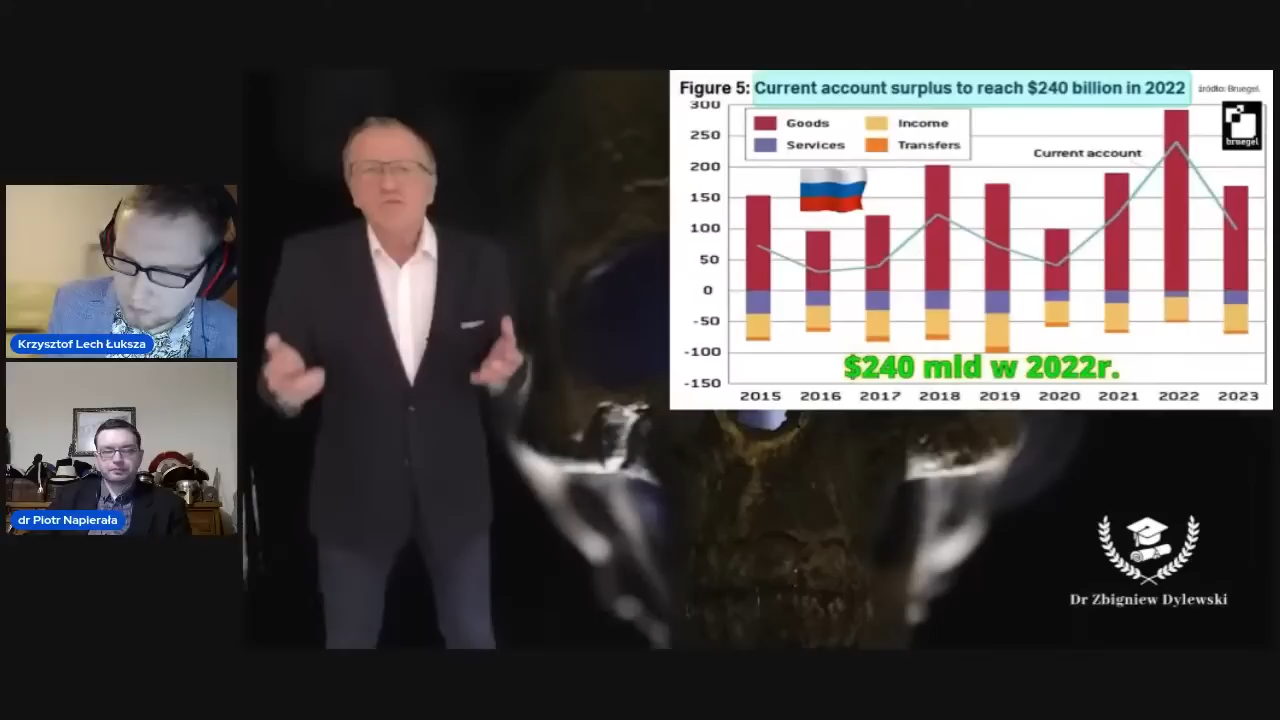 Figure 5: Current account surplus to reach $240 billion in 2022
źródło: Bruegel.
300
250
200
150
100
50
0
-50
-100
-150
Goods
Income
Services
Transfers
Current account
bruegel
$240 mld w 2022r.
2015 2016 2017 2018 2019 2020 2021 2022 2023
Krzysztof Lech Łuksza
dr Piotr Napierała
Dr Zbigniew Dylewski